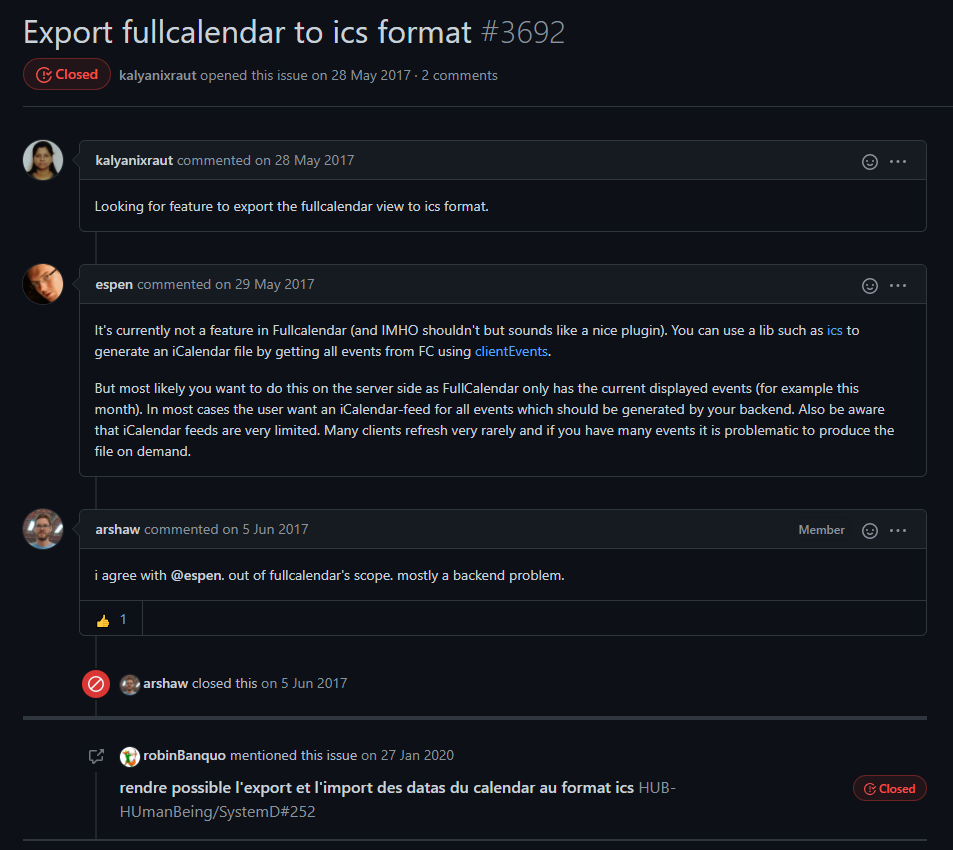 Export fullcalendar to ics format #3692
Closed kalyanixraut opened this issue on 28 May 2017 · 2 comments
kalyanixraut commented on 28 May 2017
Looking for feature to export the fullcalendar view to ics format.
espen commented on 29 May 2017
It's currently not a feature in Fullcalendar (and IMHO shouldn't but sounds like a nice plugin). You can use a lib such as ics to
generate an iCalendar file by getting all events from FC using clientEvents.
But most likely you want to do this on the server side as FullCalendar only has the current displayed events (for example this
month). In most cases the user want an iCalendar-feed for all events which should be generated by your backend. Also be aware
that iCalendar feeds are very limited. Many clients refresh very rarely and if you have many events it is problematic to produce the
file on demand.
arshaw commented on 5 Jun 2017 Member
i agree with @espen. out of fullcalendar's scope. mostly a backend problem.
👍 1
arshaw closed this on 5 Jun 2017
robinBanquo mentioned this issue on 27 Jan 2020
rendre possible l'export et l'import des datas du calendar au format ics HUB-
HUmanBeing/SystemD#252
Closed